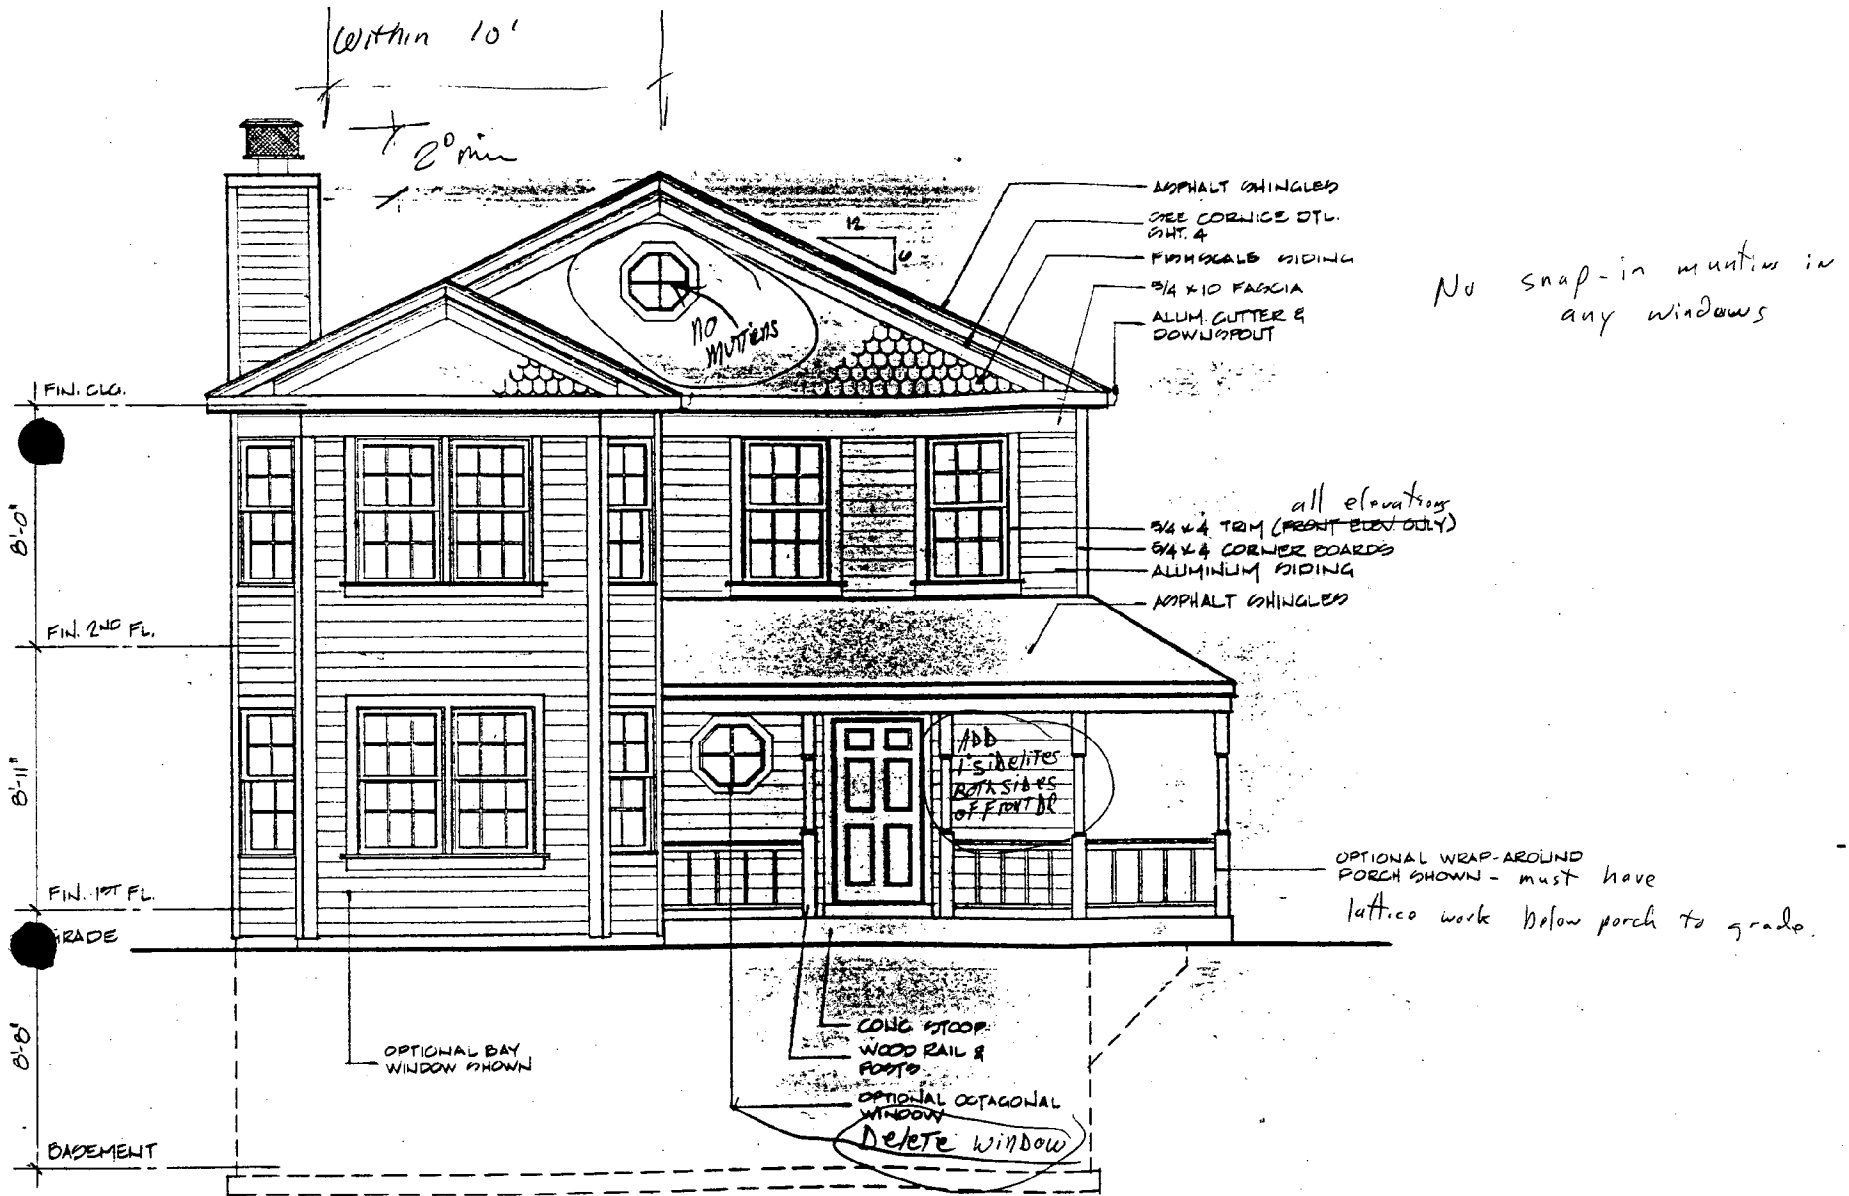 Within 10'
2° min
ASPHALT SHINGLES
SEE CORNICE DTL.
SHT. 4
FISHSCALE SIDING
5/4 x 10 FASCIA
ALUM. GUTTER &
DOWNSPOUT
12
6
No snap-in muntins in
any windows
no
muttens
FIN. CLG.
8'-0"
all elevations
5/4 x 4 TRIM (FRONT ELEV ONLY)
5/4 x 4 CORNER BOARDS
ALUMINUM SIDING
ASPHALT SHINGLES
FIN. 2ND FL.
8'-11"
ADD
1° sidelites
BOTH SIDES
OF FRONT DR
OPTIONAL WRAP-AROUND
PORCH SHOWN - must have
lattice work below porch to grade.
FIN. 1ST FL.
GRADE
8'-8"
OPTIONAL BAY
WINDOW SHOWN
CONC STOOP
WOOD RAIL &
POSTS
OPTIONAL OCTAGONAL
WINDOW
Delete window
BASEMENT